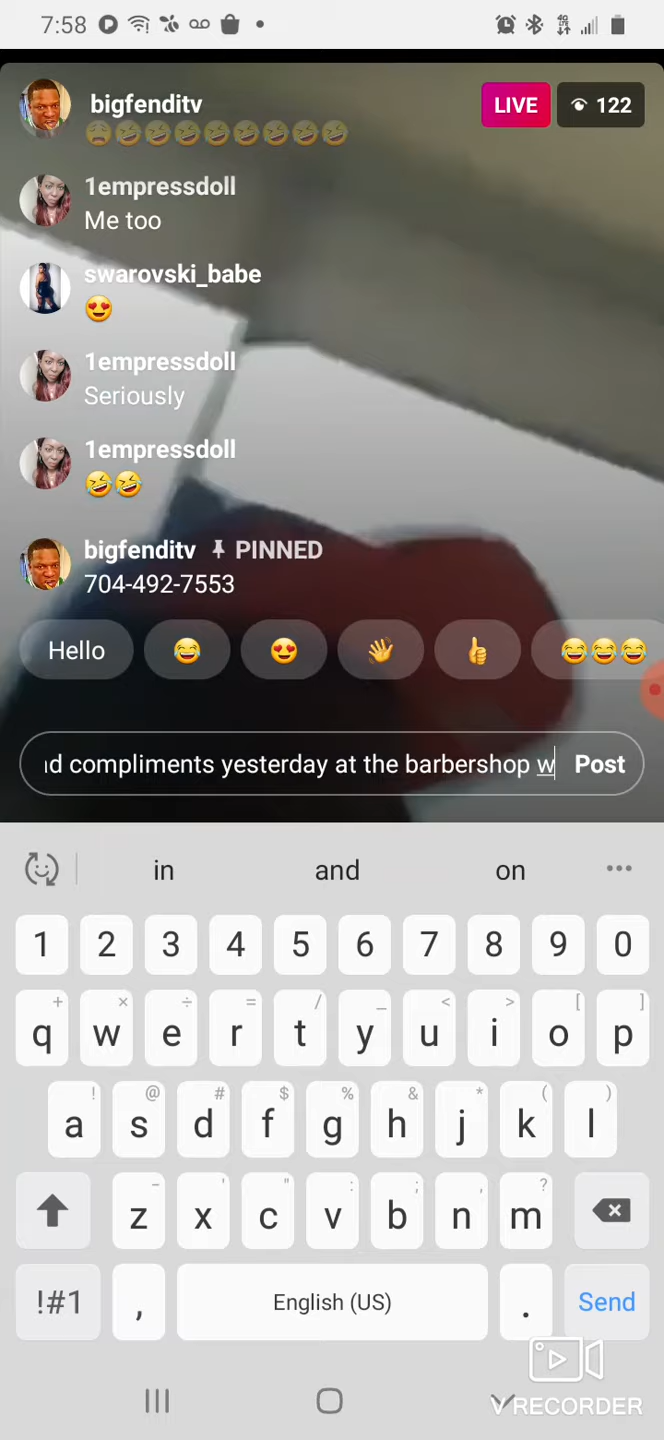 7:58
bigfenditv
LIVE
122
😩🤣🤣🤣🤣🤣🤣🤣🤣
1empressdoll
Me too
swarovski_babe
😍
1empressdoll
Seriously
1empressdoll
🤣🤣
bigfenditv PINNED
704-492-7553
Hello 😂 😍 👋 👍 😂😂😂
compliments yesterday at the barbershop w Post
in and on •••
1 2 3 4 5 6 7 8 9 0
+ × ÷ = / _ < > [ ]
q w e r t y u i o p
! @ # $ % & * ( )
a s d f g h j k l
- ' " : ; , ?
z x c v b n m
!#1 , English (US) . Send
V RECORDER